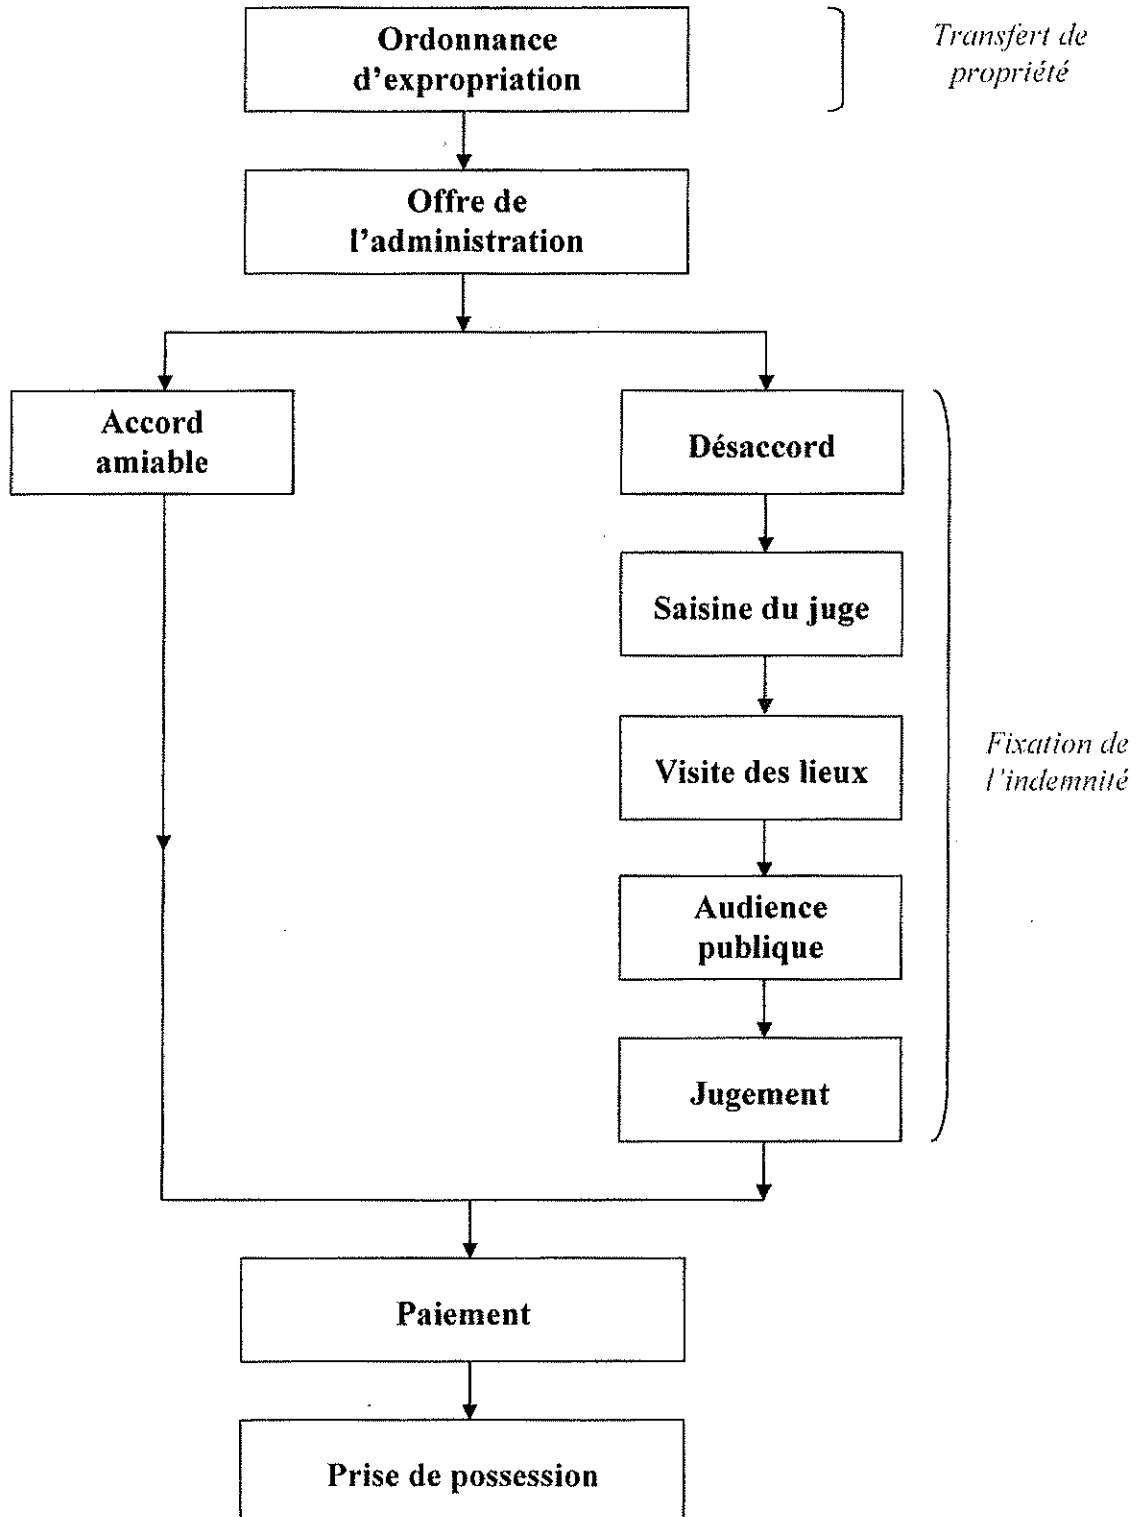 Ordonnance
d'expropriation
Transfert de
propriété
Offre de
l'administration
Accord
amiable
Désaccord
Saisine du juge
Visite des lieux
Fixation de
l'indemnité
Audience
publique
Jugement
Paiement
Prise de possession